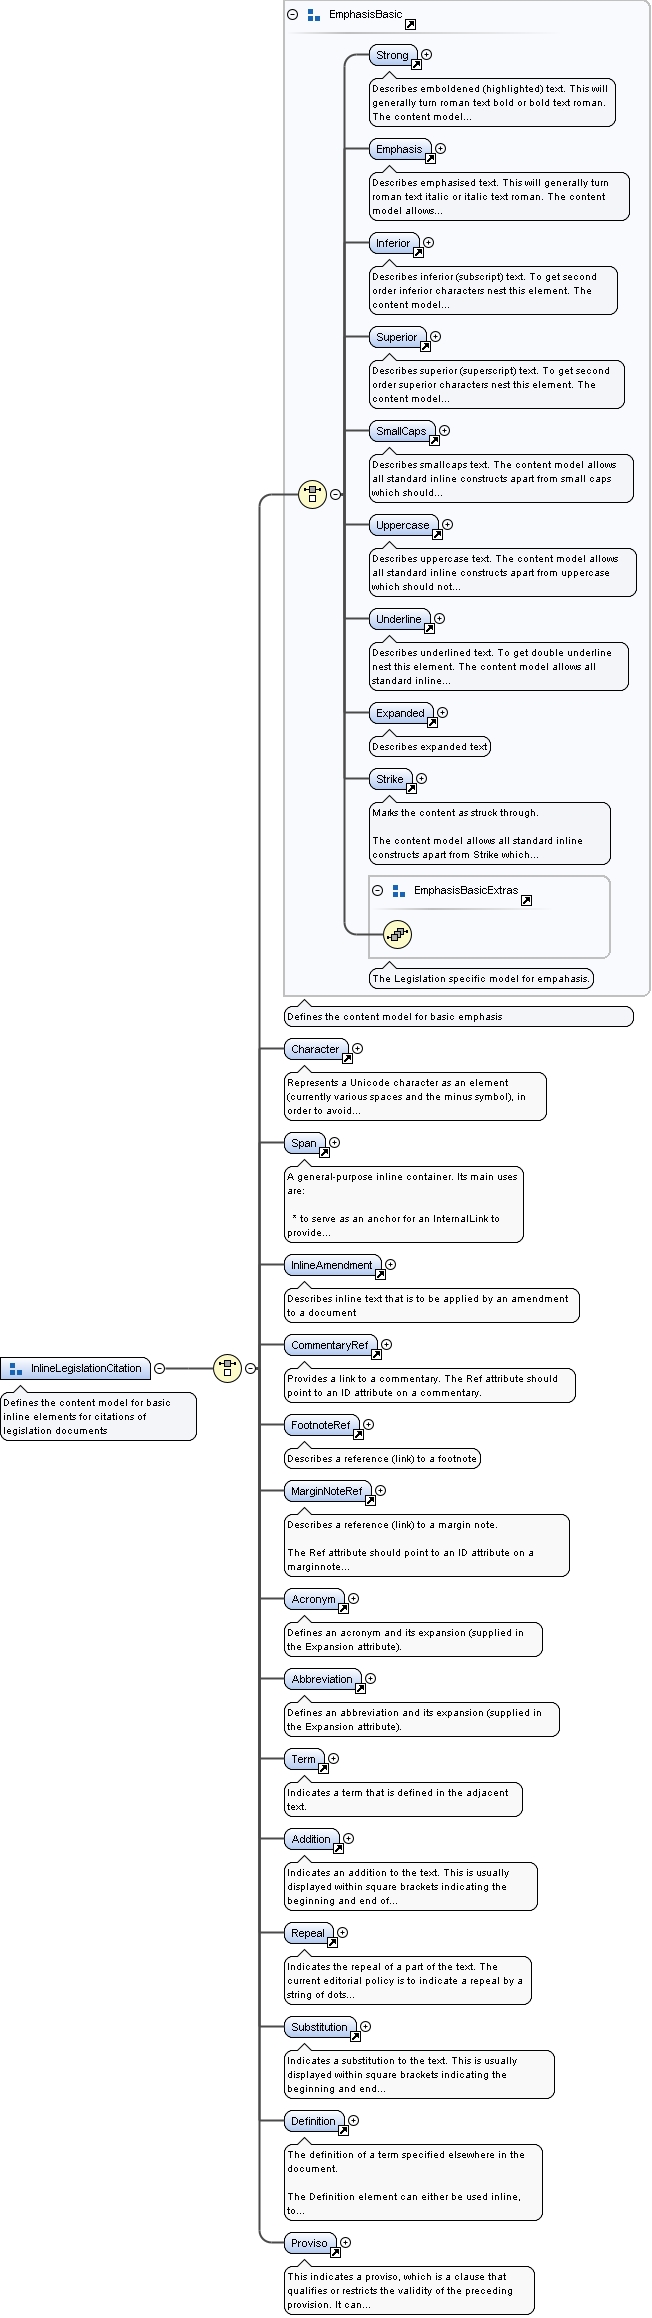 EmphasisBasic
Strong
Describes emboldened (highlighted) text. This will
generally turn roman text bold or bold text roman.
The content model...
Emphasis
Describes emphasised text. This will generally turn
roman text italic or italic text roman. The content
model allows...
Inferior
Describes inferior (subscript) text. To get second
order inferior characters nest this element. The
content model...
Superior
Describes superior (superscript) text. To get second
order superior characters nest this element. The
content model...
SmallCaps
Describes smallcaps text. The content model allows
all standard inline constructs apart from small caps
which should...
Uppercase
Describes uppercase text. The content model allows
all standard inline constructs apart from uppercase
which should not...
Underline
Describes underlined text. To get double underline
nest this element. The content model allows all
standard inline...
Expanded
Describes expanded text
Strike
Marks the content as struck through.
The content model allows all standard inline
constructs apart from Strike which...
EmphasisBasicExtras
The Legislation specific model for empahasis.
Defines the content model for basic emphasis
Character
Represents a Unicode character as an element
(currently various spaces and the minus symbol), in
order to avoid...
Span
A general-purpose inline container. Its main uses
are:
* to serve as an anchor for an InternalLink to
provide...
InlineAmendment
Describes inline text that is to be applied by an amendment
to a document
InlineLegislationCitation
Defines the content model for basic
inline elements for citations of
legislation documents
CommentaryRef
Provides a link to a commentary. The Ref attribute should
point to an ID attribute on a commentary.
FootnoteRef
Describes a reference (link) to a footnote
MarginNoteRef
Describes a reference (link) to a margin note.
The Ref attribute should point to an ID attribute on a
marginnote...
Acronym
Defines an acronym and its expansion (supplied in
the Expansion attribute).
Abbreviation
Defines an abbreviation and its expansion (supplied in
the Expansion attribute).
Term
Indicates a term that is defined in the adjacent
text.
Addition
Indicates an addition to the text. This is usually
displayed within square brackets indicating the
beginning and end of...
Repeal
Indicates the repeal of a part of the text. The
current editorial policy is to indicate a repeal by a
string of dots...
Substitution
Indicates a substitution to the text. This is usually
displayed within square brackets indicating the
beginning and end...
Definition
The definition of a term specified elsewhere in the
document.
The Definition element can either be used inline,
to...
Proviso
This indicates a proviso, which is a clause that
qualifies or restricts the validity of the preceding
provision. It can...